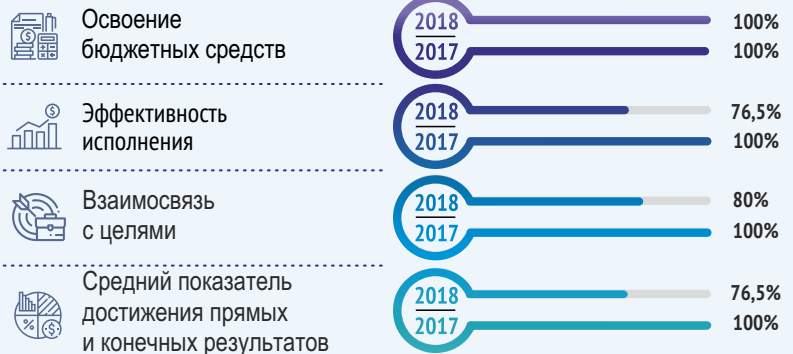 Освоение
бюджетных средств
2018 100%
2017 100%
Эффективность
исполнения
2018 76,5%
2017 100%
Взаимосвязь
с целями
2018 80%
2017 100%
Средний показатель
достижения прямых
и конечных результатов
2018 76,5%
2017 100%